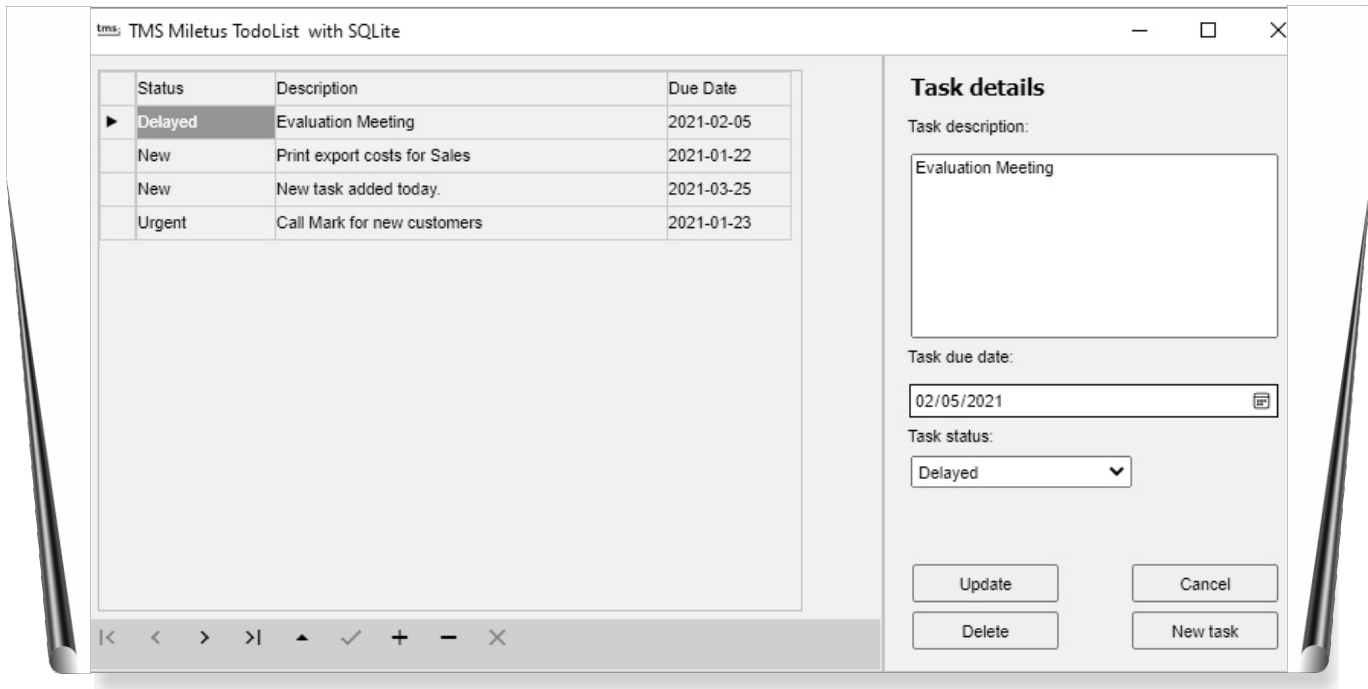 tms; TMS Miletus TodoList with SQLite
Status Description Due Date
Delayed Evaluation Meeting 2021-02-05
New Print export costs for Sales 2021-01-22
New New task added today. 2021-03-25
Urgent Call Mark for new customers 2021-01-23
Task details
Task description:
Evaluation Meeting
Task due date:
02/05/2021
Task status:
Delayed
Update Cancel
Delete New task